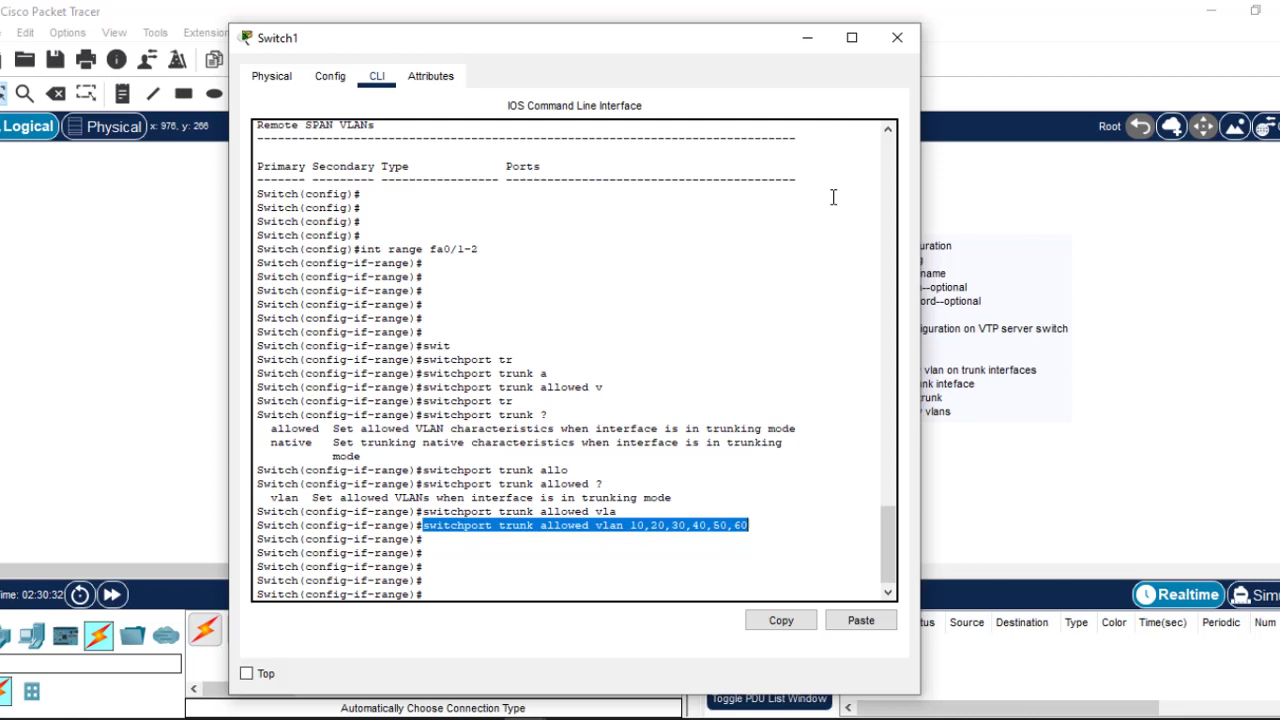 Cisco Packet Tracer
Edit Options View Tools Extension
Logical Physical x: 976, y: 266
Root
Switch1
Physical Config CLI Attributes
IOS Command Line Interface
Remote SPAN VLANs
------------------------------------------------------------------------------
Primary Secondary Type Ports
------- --------- ----------------- ------------------------------------------
Switch(config)#
Switch(config)#
Switch(config)#
Switch(config)#
Switch(config)#int range fa0/1-2
Switch(config-if-range)#
Switch(config-if-range)#
Switch(config-if-range)#
Switch(config-if-range)#
Switch(config-if-range)#
Switch(config-if-range)#
Switch(config-if-range)#swit
Switch(config-if-range)#switchport tr
Switch(config-if-range)#switchport trunk a
Switch(config-if-range)#switchport trunk allowed v
Switch(config-if-range)#switchport tr
Switch(config-if-range)#switchport trunk ?
allowed Set allowed VLAN characteristics when interface is in trunking mode
native Set trunking native characteristics when interface is in trunking
mode
Switch(config-if-range)#switchport trunk allo
Switch(config-if-range)#switchport trunk allowed ?
vlan Set allowed VLANs when interface is in trunking mode
Switch(config-if-range)#switchport trunk allowed vla
Switch(config-if-range)#switchport trunk allowed vlan 10,20,30,40,50,60
Switch(config-if-range)#
Switch(config-if-range)#
Switch(config-if-range)#
Switch(config-if-range)#
Switch(config-if-range)#
Copy Paste
Top
uration
g
name
n--optional
ord--optional
iguration on VTP server switch
vlan on trunk interfaces
nk inteface
trunk
y vlans
Time: 02:30:32
Realtime Sim
tus Source Destination Type Color Time(sec) Periodic Num
Automatically Choose Connection Type
Toggle PDU List Window